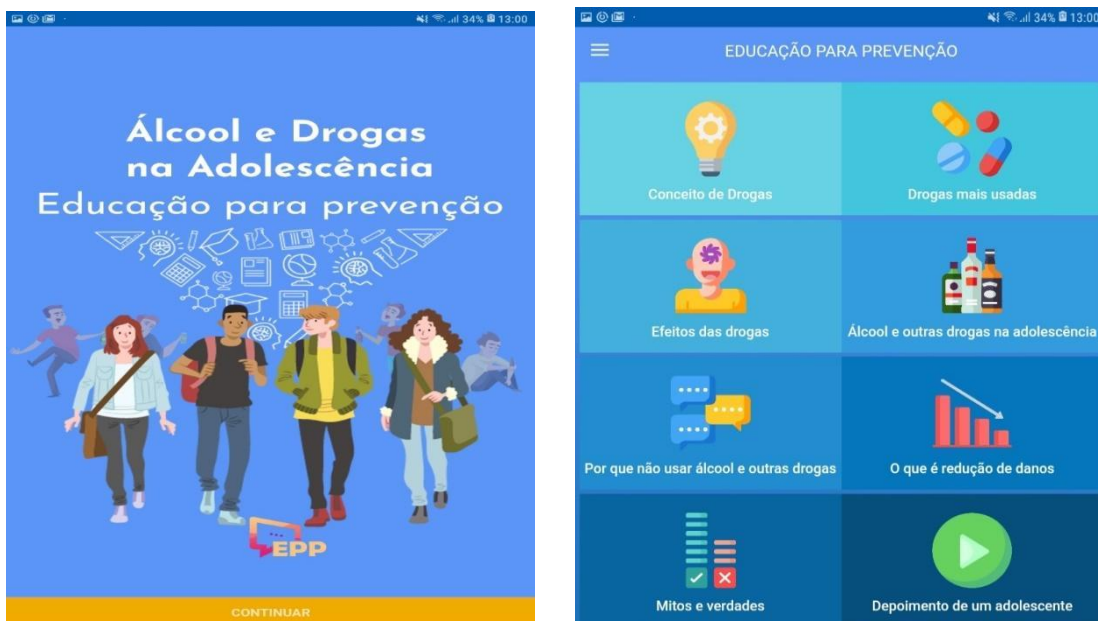 34% 13:00
Álcool e Drogas
na Adolescência
Educação para prevenção
EPP
CONTINUAR
34% 13:00
EDUCAÇÃO PARA PREVENÇÃO
Conceito de Drogas
Drogas mais usadas
Efeitos das drogas
Álcool e outras drogas na adolescência
Por que não usar álcool e outras drogas
O que é redução de danos
Mitos e verdades
Depoimento de um adolescente